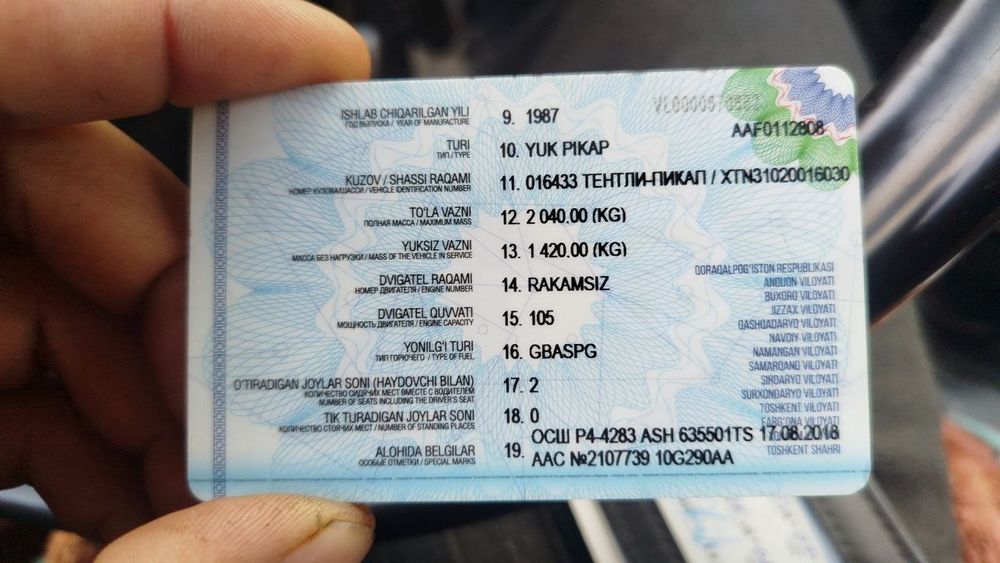 AAF0112808
ISHLAB CHIQARILGAN YILI 9. 1987
ГОД ВЫПУСКА / YEAR OF MANUFACTURE
TURI 10. YUK PIKAP
ТИП / TYPE
KUZOV / SHASSI RAQAMI 11. 016433 ТЕНТЛИ-ПИКАП / XTN31020016030
НОМЕР КУЗОВА/ШАССИ / VEHICLE IDENTIFICATION NUMBER
TO'LA VAZNI 12. 2 040.00 (KG)
ПОЛНАЯ МАССА / MAXIMUM MASS
YUKSIZ VAZNI 13. 1 420.00 (KG)
МАССА БЕЗ НАГРУЗКИ / MASS OF THE VEHICLE IN SERVICE
DVIGATEL RAQAMI 14. RAKAMSIZ
НОМЕР ДВИГАТЕЛЯ / ENGINE NUMBER
DVIGATEL QUVVATI 15. 105
МОЩНОСТЬ ДВИГАТЕЛЯ / ENGINE CAPACITY
YONILG'I TURI 16. GBASPG
ТИП ГОРЮЧЕГО / TYPE OF FUEL
O'TIRADIGAN JOYLAR SONI (HAYDOVCHI BILAN) 17. 2
КОЛИЧЕСТВО СИДЯЧИХ МЕСТ ВМЕСТЕ С ВОДИТЕЛЕМ
NUMBER OF SEATS INCLUDING THE DRIVER'S SEAT
TIK TURADIGAN JOYLAR SONI 18. 0
КОЛИЧЕСТВО СТОЯЧИХ МЕСТ / NUMBER OF STANDING PLACES
ALOHIDA BELGILAR 19. ОСШ P4-4283 ASH 635501TS 17.08.2018
ОСОБЫЕ ОТМЕТКИ / SPECIAL MARKS AAC №2107739 10G290AA
QORAQALPOG'ISTON RESPUBLIKASI
ANDIJON VILOYATI
BUXORO VILOYATI
JIZZAX VILOYATI
QASHQADARYO VILOYATI
NAVOIY VILOYATI
NAMANGAN VILOYATI
SAMARQAND VILOYATI
SIRDARYO VILOYATI
SURXONDARYO VILOYATI
TOSHKENT VILOYATI
FARG'ONA VILOYATI
TOSHKENT SHAHRI